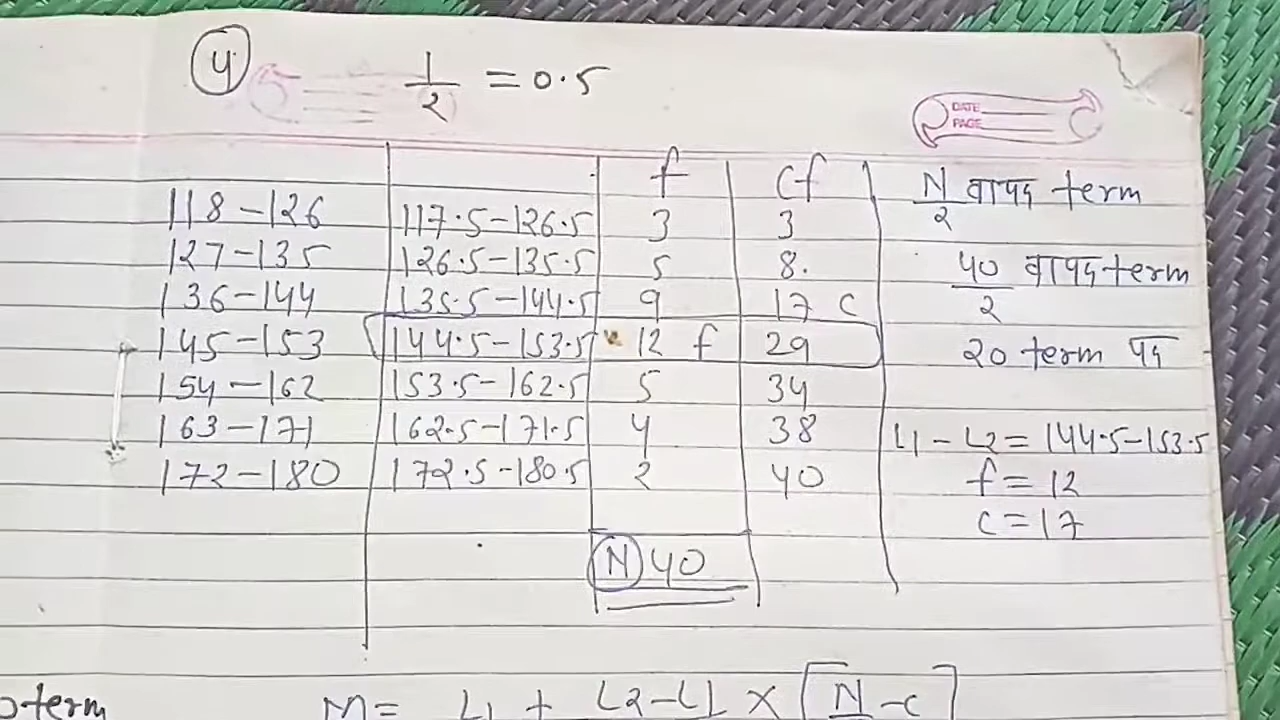 4
1/2 = 0.5
DATE
PAGE
f cf N/2 वा पद term
118-126 117.5-126.5 3 3
127-135 126.5-135.5 5 8. 40/2 वा पद term
136-144 135.5-144.5 9 17 C
145-153 144.5-153.5 12 f 29 20 term पद
154-162 153.5-162.5 5 34
163-171 162.5-171.5 4 38 L1-L2=144.5-153.5
172-180 172.5-180.5 2 40 f=12
C=17
N 40
term M= L1 + L2-L1 × [N -C]